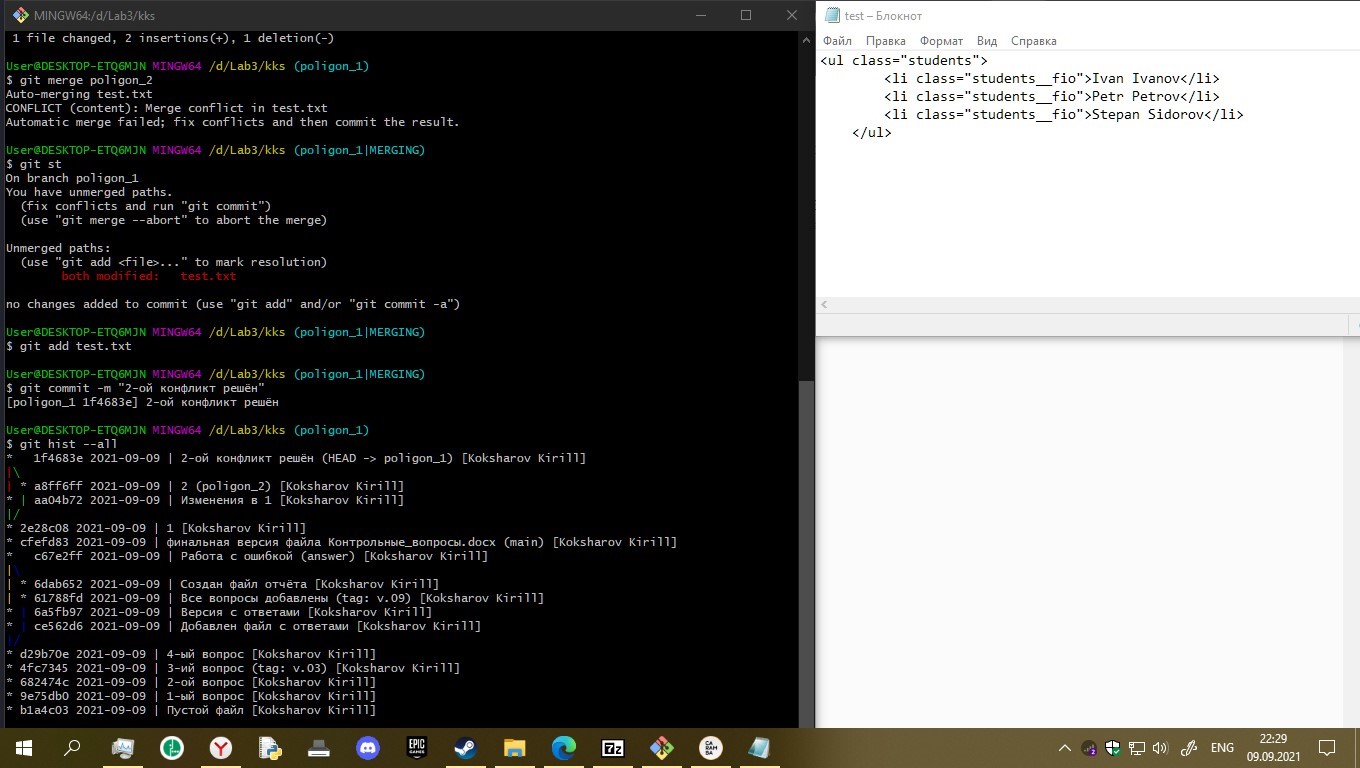 MINGW64:/d/Lab3/kks
1 file changed, 2 insertions(+), 1 deletion(-)
User@DESKTOP-ETQ6MJN MINGW64 /d/Lab3/kks (poligon_1)
$ git merge poligon_2
Auto-merging test.txt
CONFLICT (content): Merge conflict in test.txt
Automatic merge failed; fix conflicts and then commit the result.
User@DESKTOP-ETQ6MJN MINGW64 /d/Lab3/kks (poligon_1|MERGING)
$ git st
On branch poligon_1
You have unmerged paths.
(fix conflicts and run "git commit")
(use "git merge --abort" to abort the merge)
Unmerged paths:
(use "git add <file>..." to mark resolution)
both modified:   test.txt
no changes added to commit (use "git add" and/or "git commit -a")
User@DESKTOP-ETQ6MJN MINGW64 /d/Lab3/kks (poligon_1|MERGING)
$ git add test.txt
User@DESKTOP-ETQ6MJN MINGW64 /d/Lab3/kks (poligon_1|MERGING)
$ git commit -m "2-ой конфликт решён"
[poligon_1 1f4683e] 2-ой конфликт решён
User@DESKTOP-ETQ6MJN MINGW64 /d/Lab3/kks (poligon_1)
$ git hist --all
*   1f4683e 2021-09-09 | 2-ой конфликт решён (HEAD -> poligon_1) [Koksharov Kirill]
|\
| * a8ff6ff 2021-09-09 | 2 (poligon_2) [Koksharov Kirill]
* | aa04b72 2021-09-09 | Изменения в 1 [Koksharov Kirill]
|/
* 2e28c08 2021-09-09 | 1 [Koksharov Kirill]
* cfefd83 2021-09-09 | финальная версия файла Контрольные_вопросы.docx (main) [Koksharov Kirill]
*   c67e2ff 2021-09-09 | Работа с ошибкой (answer) [Koksharov Kirill]
|\
| * 6dab652 2021-09-09 | Создан файл отчёта [Koksharov Kirill]
| * 61788fd 2021-09-09 | Все вопросы добавлены (tag: v.09) [Koksharov Kirill]
* | 6a5fb97 2021-09-09 | Версия с ответами [Koksharov Kirill]
* | ce562d6 2021-09-09 | Добавлен файл с ответами [Koksharov Kirill]
|/
* d29b70e 2021-09-09 | 4-ый вопрос [Koksharov Kirill]
* 4fc7345 2021-09-09 | 3-ий вопрос (tag: v.03) [Koksharov Kirill]
* 682474c 2021-09-09 | 2-ой вопрос [Koksharov Kirill]
* 9e75db0 2021-09-09 | 1-ый вопрос [Koksharov Kirill]
* b1a4c03 2021-09-09 | Пустой файл [Koksharov Kirill]
test – Блокнот
Файл Правка Формат Вид Справка
<ul class="students">
<li class="students__fio">Ivan Ivanov</li>
<li class="students__fio">Petr Petrov</li>
<li class="students__fio">Stepan Sidorov</li>
</ul>
EPIC
GAMES
7z
CA
RAM
BA
ENG
22:29
09.09.2021